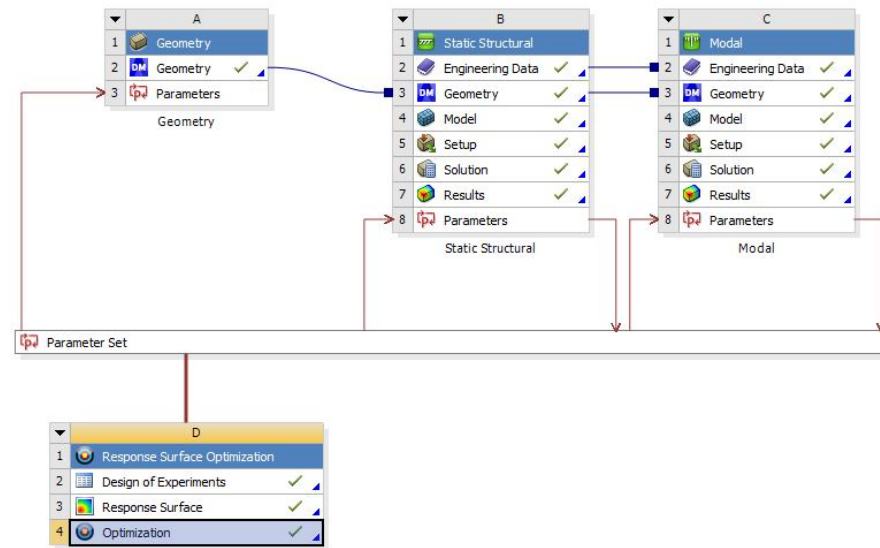 A
1 Geometry
2 DM Geometry
3 Parameters
Geometry
B
1 Static Structural
2 Engineering Data
3 DM Geometry
4 Model
5 Setup
6 Solution
7 Results
8 Parameters
Static Structural
C
1 Modal
2 Engineering Data
3 DM Geometry
4 Model
5 Setup
6 Solution
7 Results
8 Parameters
Modal
Parameter Set
D
1 Response Surface Optimization
2 Design of Experiments
3 Response Surface
4 Optimization